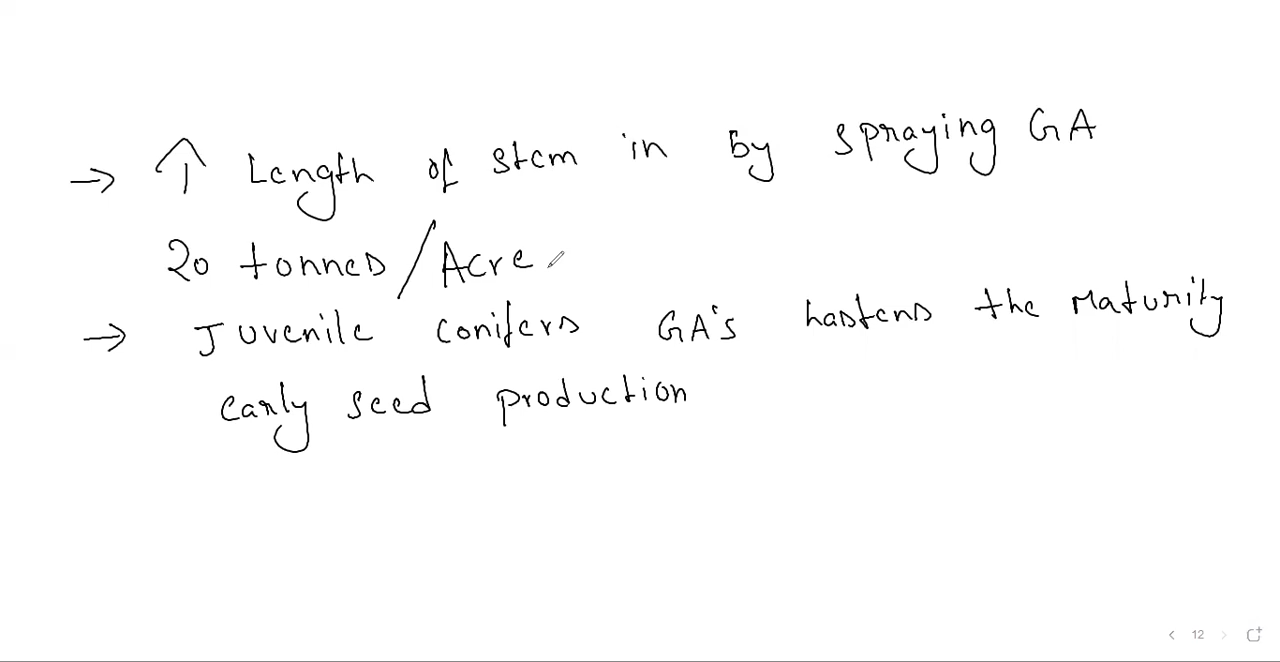 → ↑ Length of stem in by spraying GA
20 tonnes/Acre
→ Juvenile conifers GA's hastens the maturity
early seed production
< 12 >